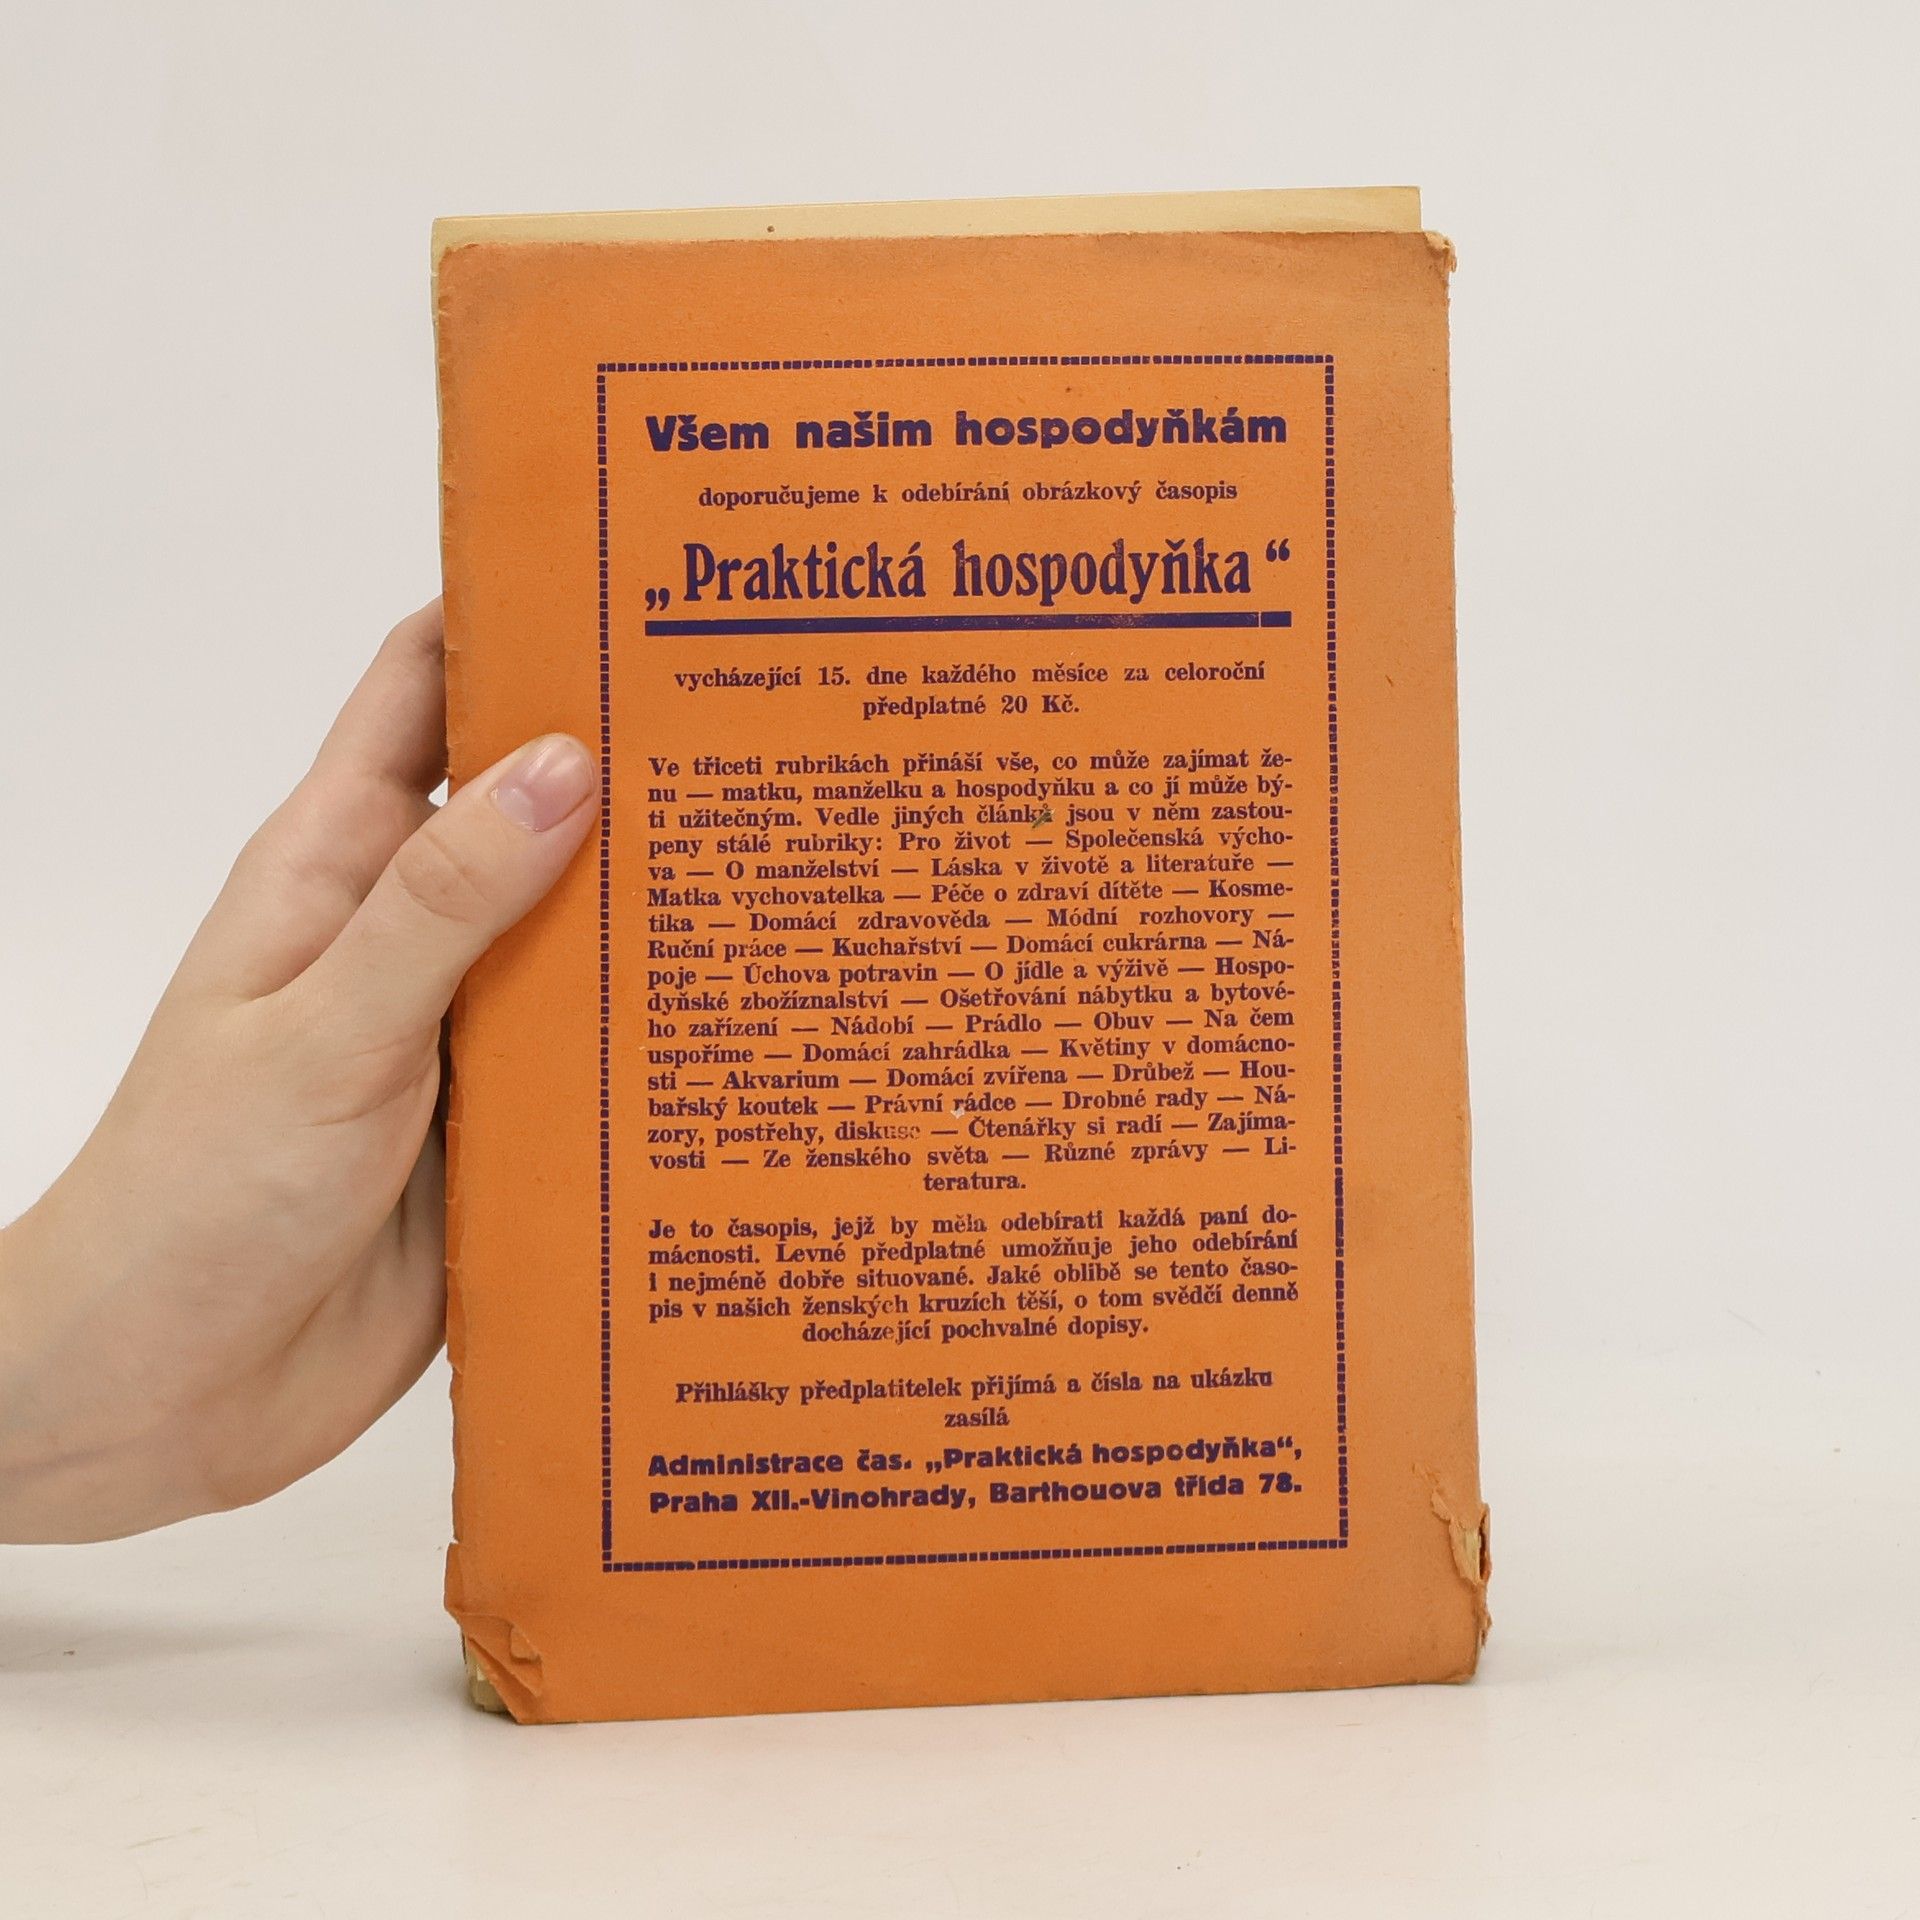 Všem našim hospodyňkám
doporučujeme k odebírání obrázkový časopis
„Praktická hospodyňka“
vycházející 15. dne každého měsíce za celoroční
předplatné 20 Kč.
Ve třiceti rubrikách přináší vše, co může zajímat že-
nu — matku, manželku a hospodyňku a co jí může bý-
ti užitečným. Vedle jiných článků jsou v něm zastou-
peny stálé rubriky: Pro život — Společenská výcho-
va — O manželství — Láska v životě a literatuře —
Matka vychovatelka — Péče o zdraví dítěte — Kosme-
tika — Domácí zdravověda — Módní rozhovory —
Ruční práce — Kuchařství — Domácí cukrárna — Ná-
poje — Úchova potravin — O jídle a výživě — Hospo-
dyňské zbožíznalství — Ošetřování nábytku a bytové-
ho zařízení — Nádobí — Prádlo — Obuv — Na čem
uspoříme — Domácí zahrádka — Květiny v domácno-
sti — Akvarium — Domácí zvířena — Drůbež — Hou-
bařský koutek — Právní rádce — Drobné rady — Ná-
zory, postřehy, diskuse — Čtenářky si radí — Zajíma-
vosti — Ze ženského světa — Různé zprávy — Li-
teratura.
Je to časopis, jejž by měla odebírati každá paní do-
mácnosti. Levné předplatné umožňuje jeho odebírání
i nejméně dobře situované. Jaké oblibě se tento časo-
pis v našich ženských kruzích těší, o tom svědčí denně
docházející pochvalné dopisy.
Přihlášky předplatitelek přijímá a čísla na ukázku
zasílá
Administrace čas. „Praktická hospodyňka“,
Praha XII.-Vinohrady, Barthouova třída 78.